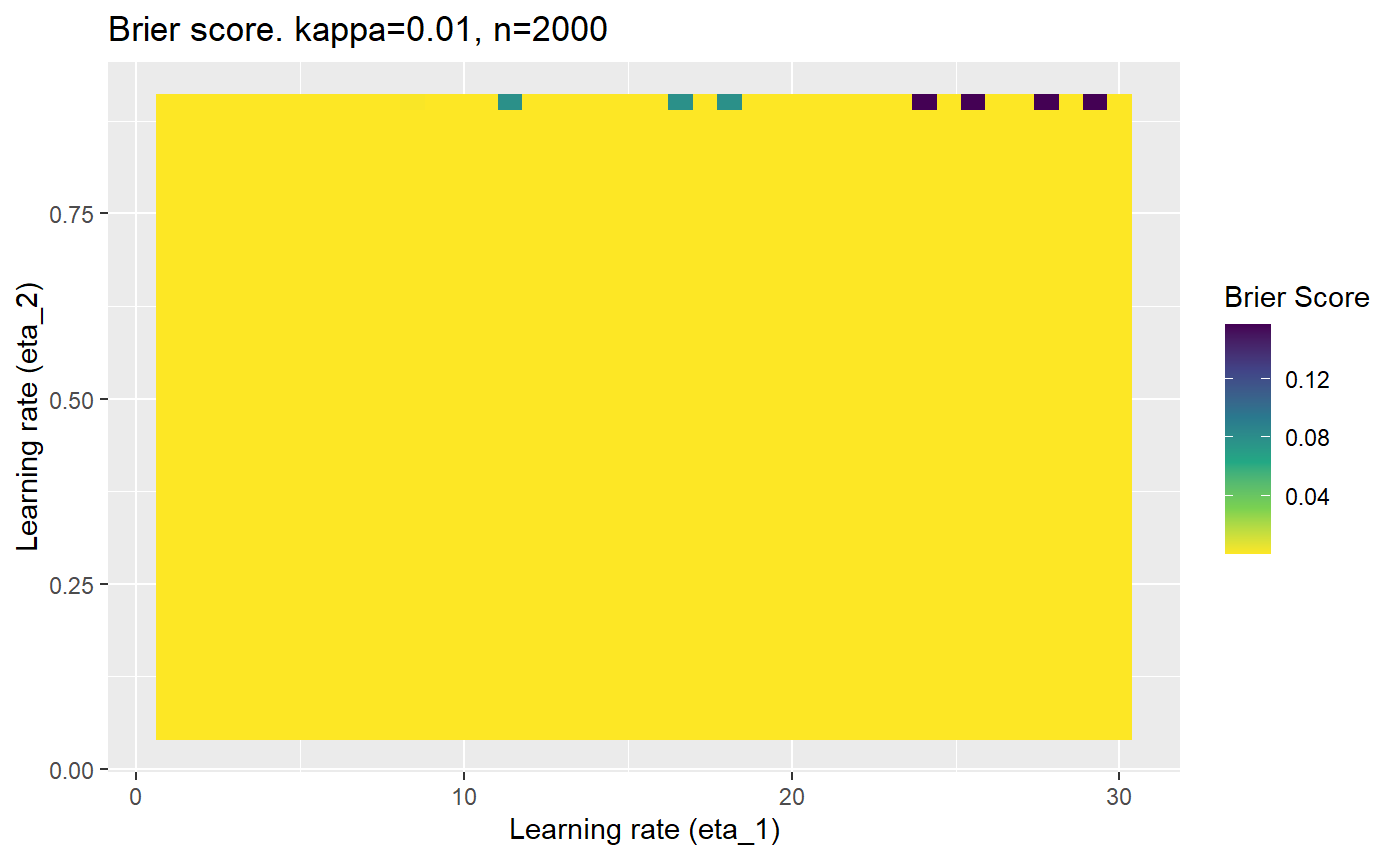 Brier score. kappa=0.01, n=2000
Learning rate (eta_2)
0.75
0.50
0.25
0.00
0 10 20 30
Learning rate (eta_1)
Brier Score
0.12
0.08
0.04